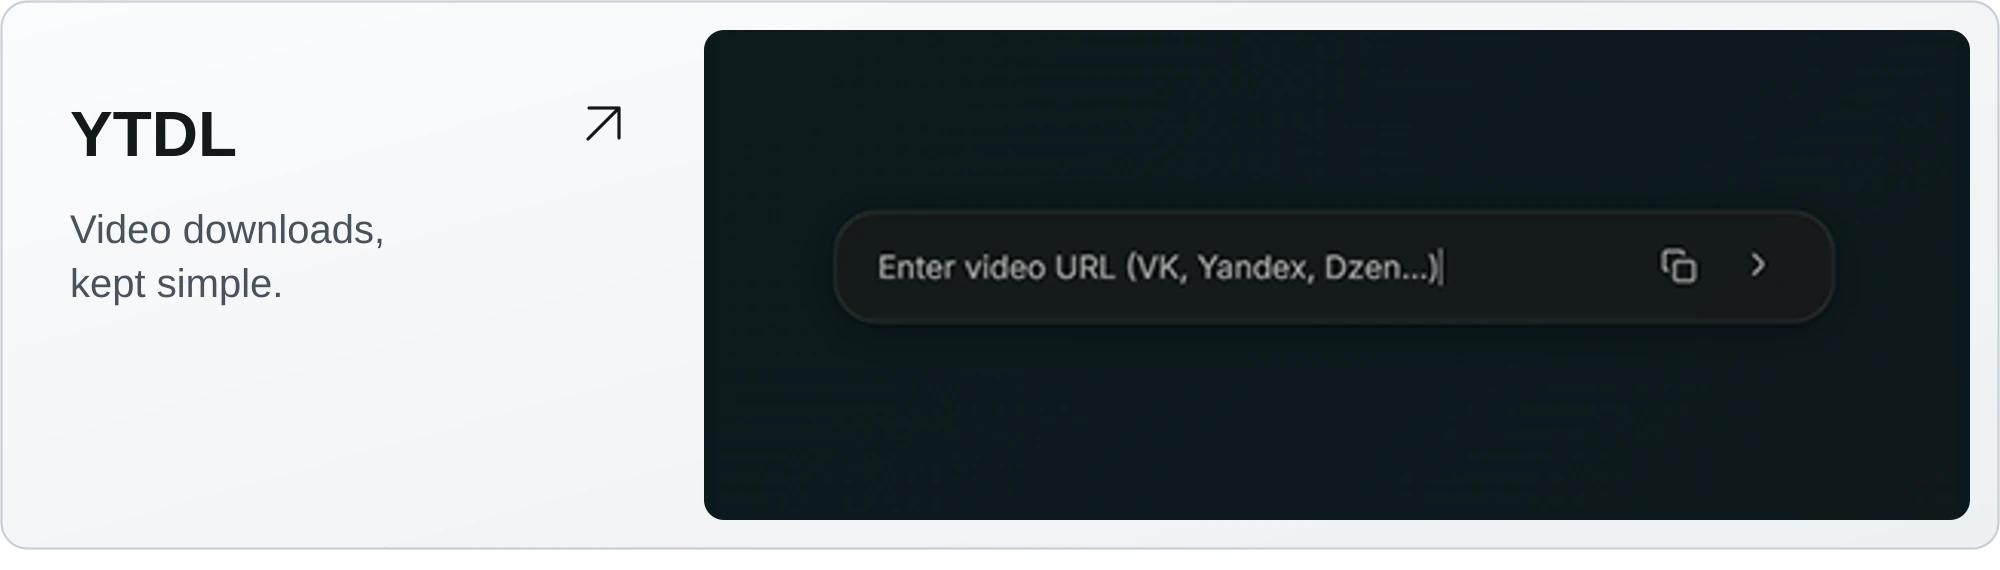 YTDL
Video downloads,
kept simple.
Enter video URL (VK, Yandex, Dzen...)